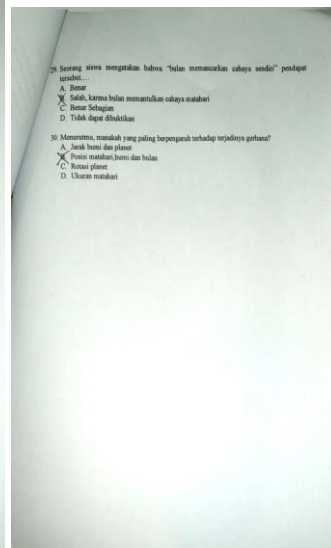 29. Seorang siswa mengatakan bahwa "bulan memancarkan cahaya sendiri" pendapat
tersebut....
A. Benar
B. Salah, karena bulan memantulkan cahaya matahari
C. Benar Sebagian
D. Tidak dapat dibuktikan
30. Menurutmu, manakah yang paling berpengaruh terhadap terjadinya gerhana?
A. Jarak bumi dan planet
B. Posisi matahari,bumi dan bulan
C. Rotasi planet
D. Ukuran matahari